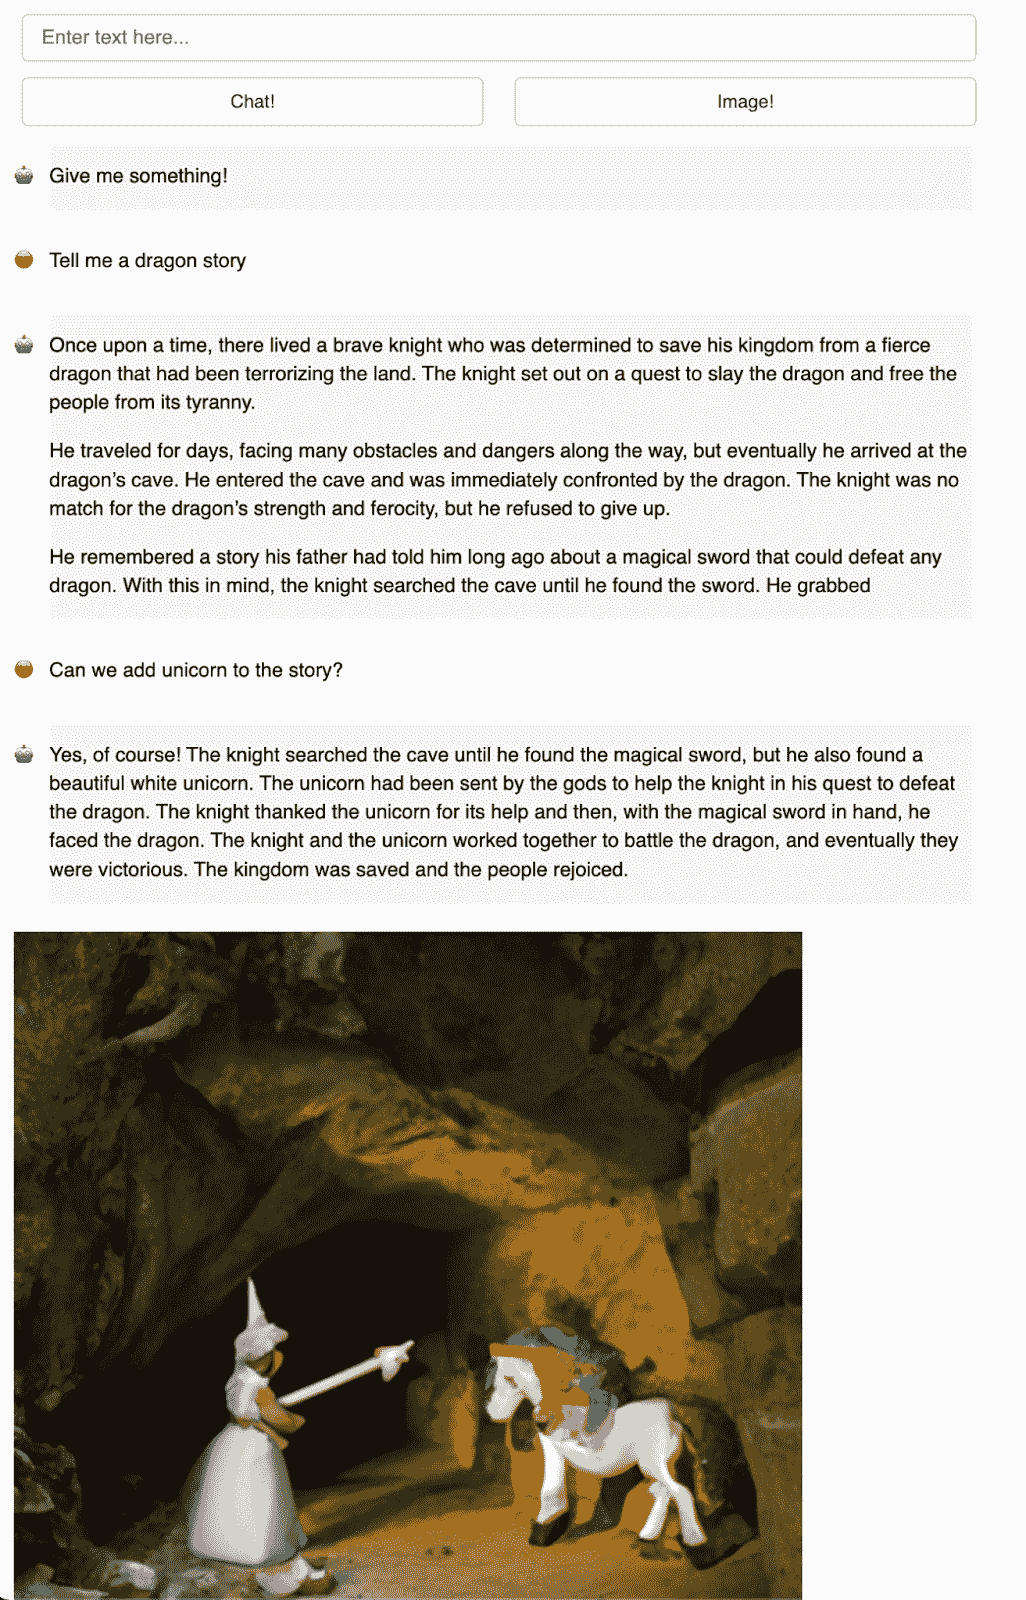 Enter text here...
Chat!
Image!
Give me something!
Tell me a dragon story
Once upon a time, there lived a brave knight who was determined to save his kingdom from a fierce
dragon that had been terrorizing the land. The knight set out on a quest to slay the dragon and free the
people from its tyranny.
He traveled for days, facing many obstacles and dangers along the way, but eventually he arrived at the
dragon’s cave. He entered the cave and was immediately confronted by the dragon. The knight was no
match for the dragon’s strength and ferocity, but he refused to give up.
He remembered a story his father had told him long ago about a magical sword that could defeat any
dragon. With this in mind, the knight searched the cave until he found the sword. He grabbed
Can we add unicorn to the story?
Yes, of course! The knight searched the cave until he found the magical sword, but he also found a
beautiful white unicorn. The unicorn had been sent by the gods to help the knight in his quest to defeat
the dragon. The knight thanked the unicorn for its help and then, with the magical sword in hand, he
faced the dragon. The knight and the unicorn worked together to battle the dragon, and eventually they
were victorious. The kingdom was saved and the people rejoiced.